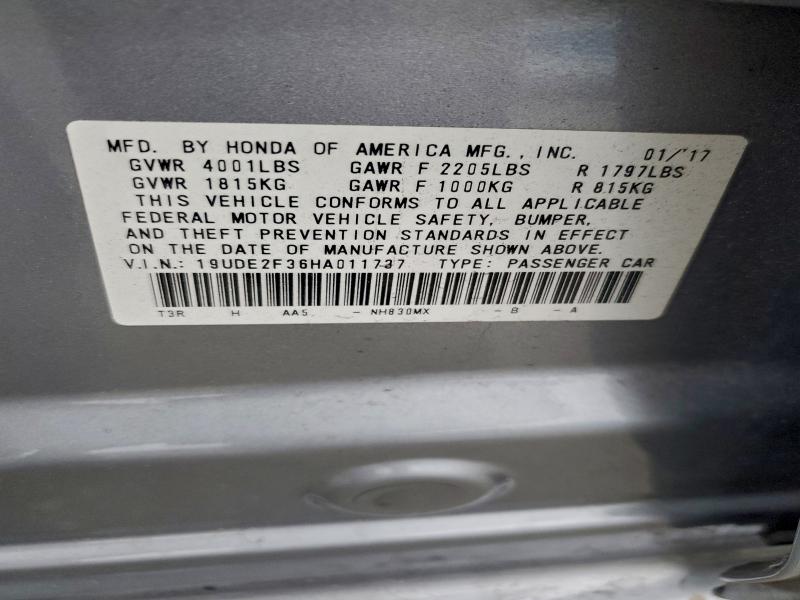 MFD. BY HONDA OF AMERICA MFG., INC. 01/'17
GVWR 4001LBS GAWR F 2205LBS R 1797LBS
GVWR 1815KG GAWR F 1000KG R 815KG
THIS VEHICLE CONFORMS TO ALL APPLICABLE
FEDERAL MOTOR VEHICLE SAFETY, BUMPER,
AND THEFT PREVENTION STANDARDS IN EFFECT
ON THE DATE OF MANUFACTURE SHOWN ABOVE.
V.I.N.: 19UDE2F36HA011737 TYPE: PASSENGER CAR
T3R H AA5 - NH830MX - B - A